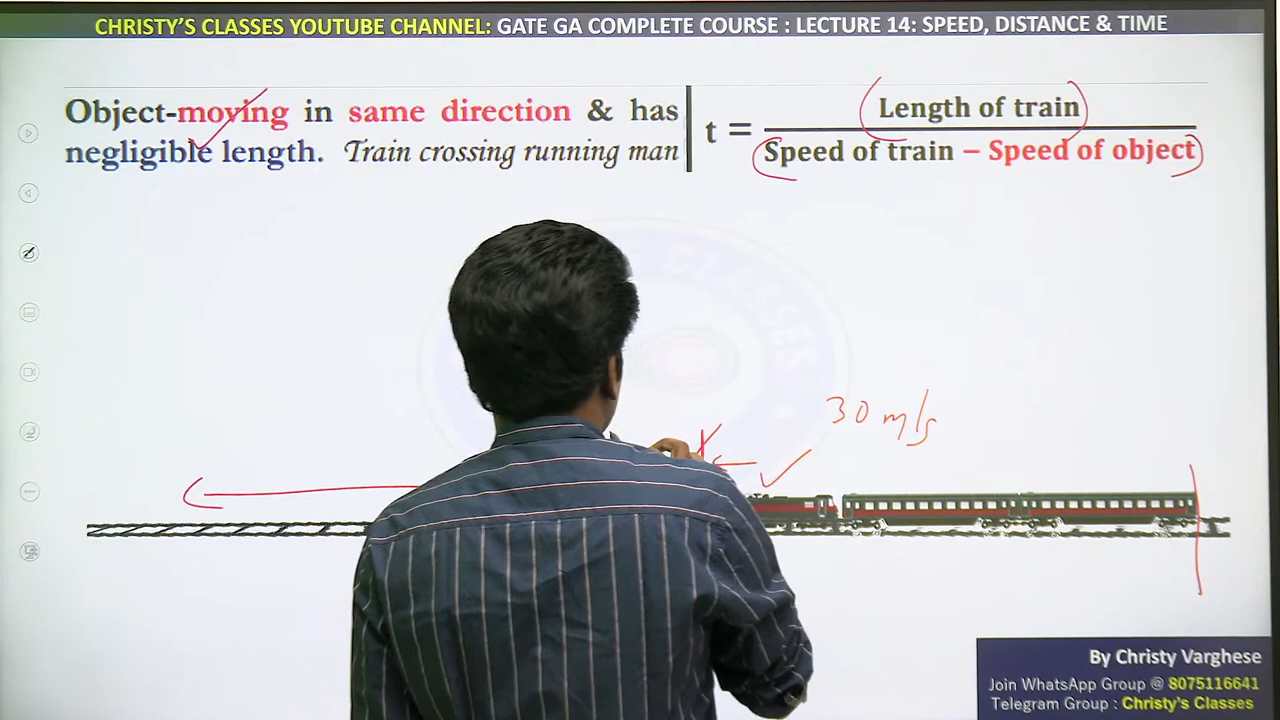 CHRISTY'S CLASSES YOUTUBE CHANNEL: GATE GA COMPLETE COURSE : LECTURE 14: SPEED, DISTANCE & TIME
Object-moving in same direction & has
negligible length. Train crossing running man
t = Length of train
Speed of train – Speed of object
CLASSES
30 m/s
By Christy Varghese
Join WhatsApp Group @ 8075116641
Telegram Group : Christy's Classes